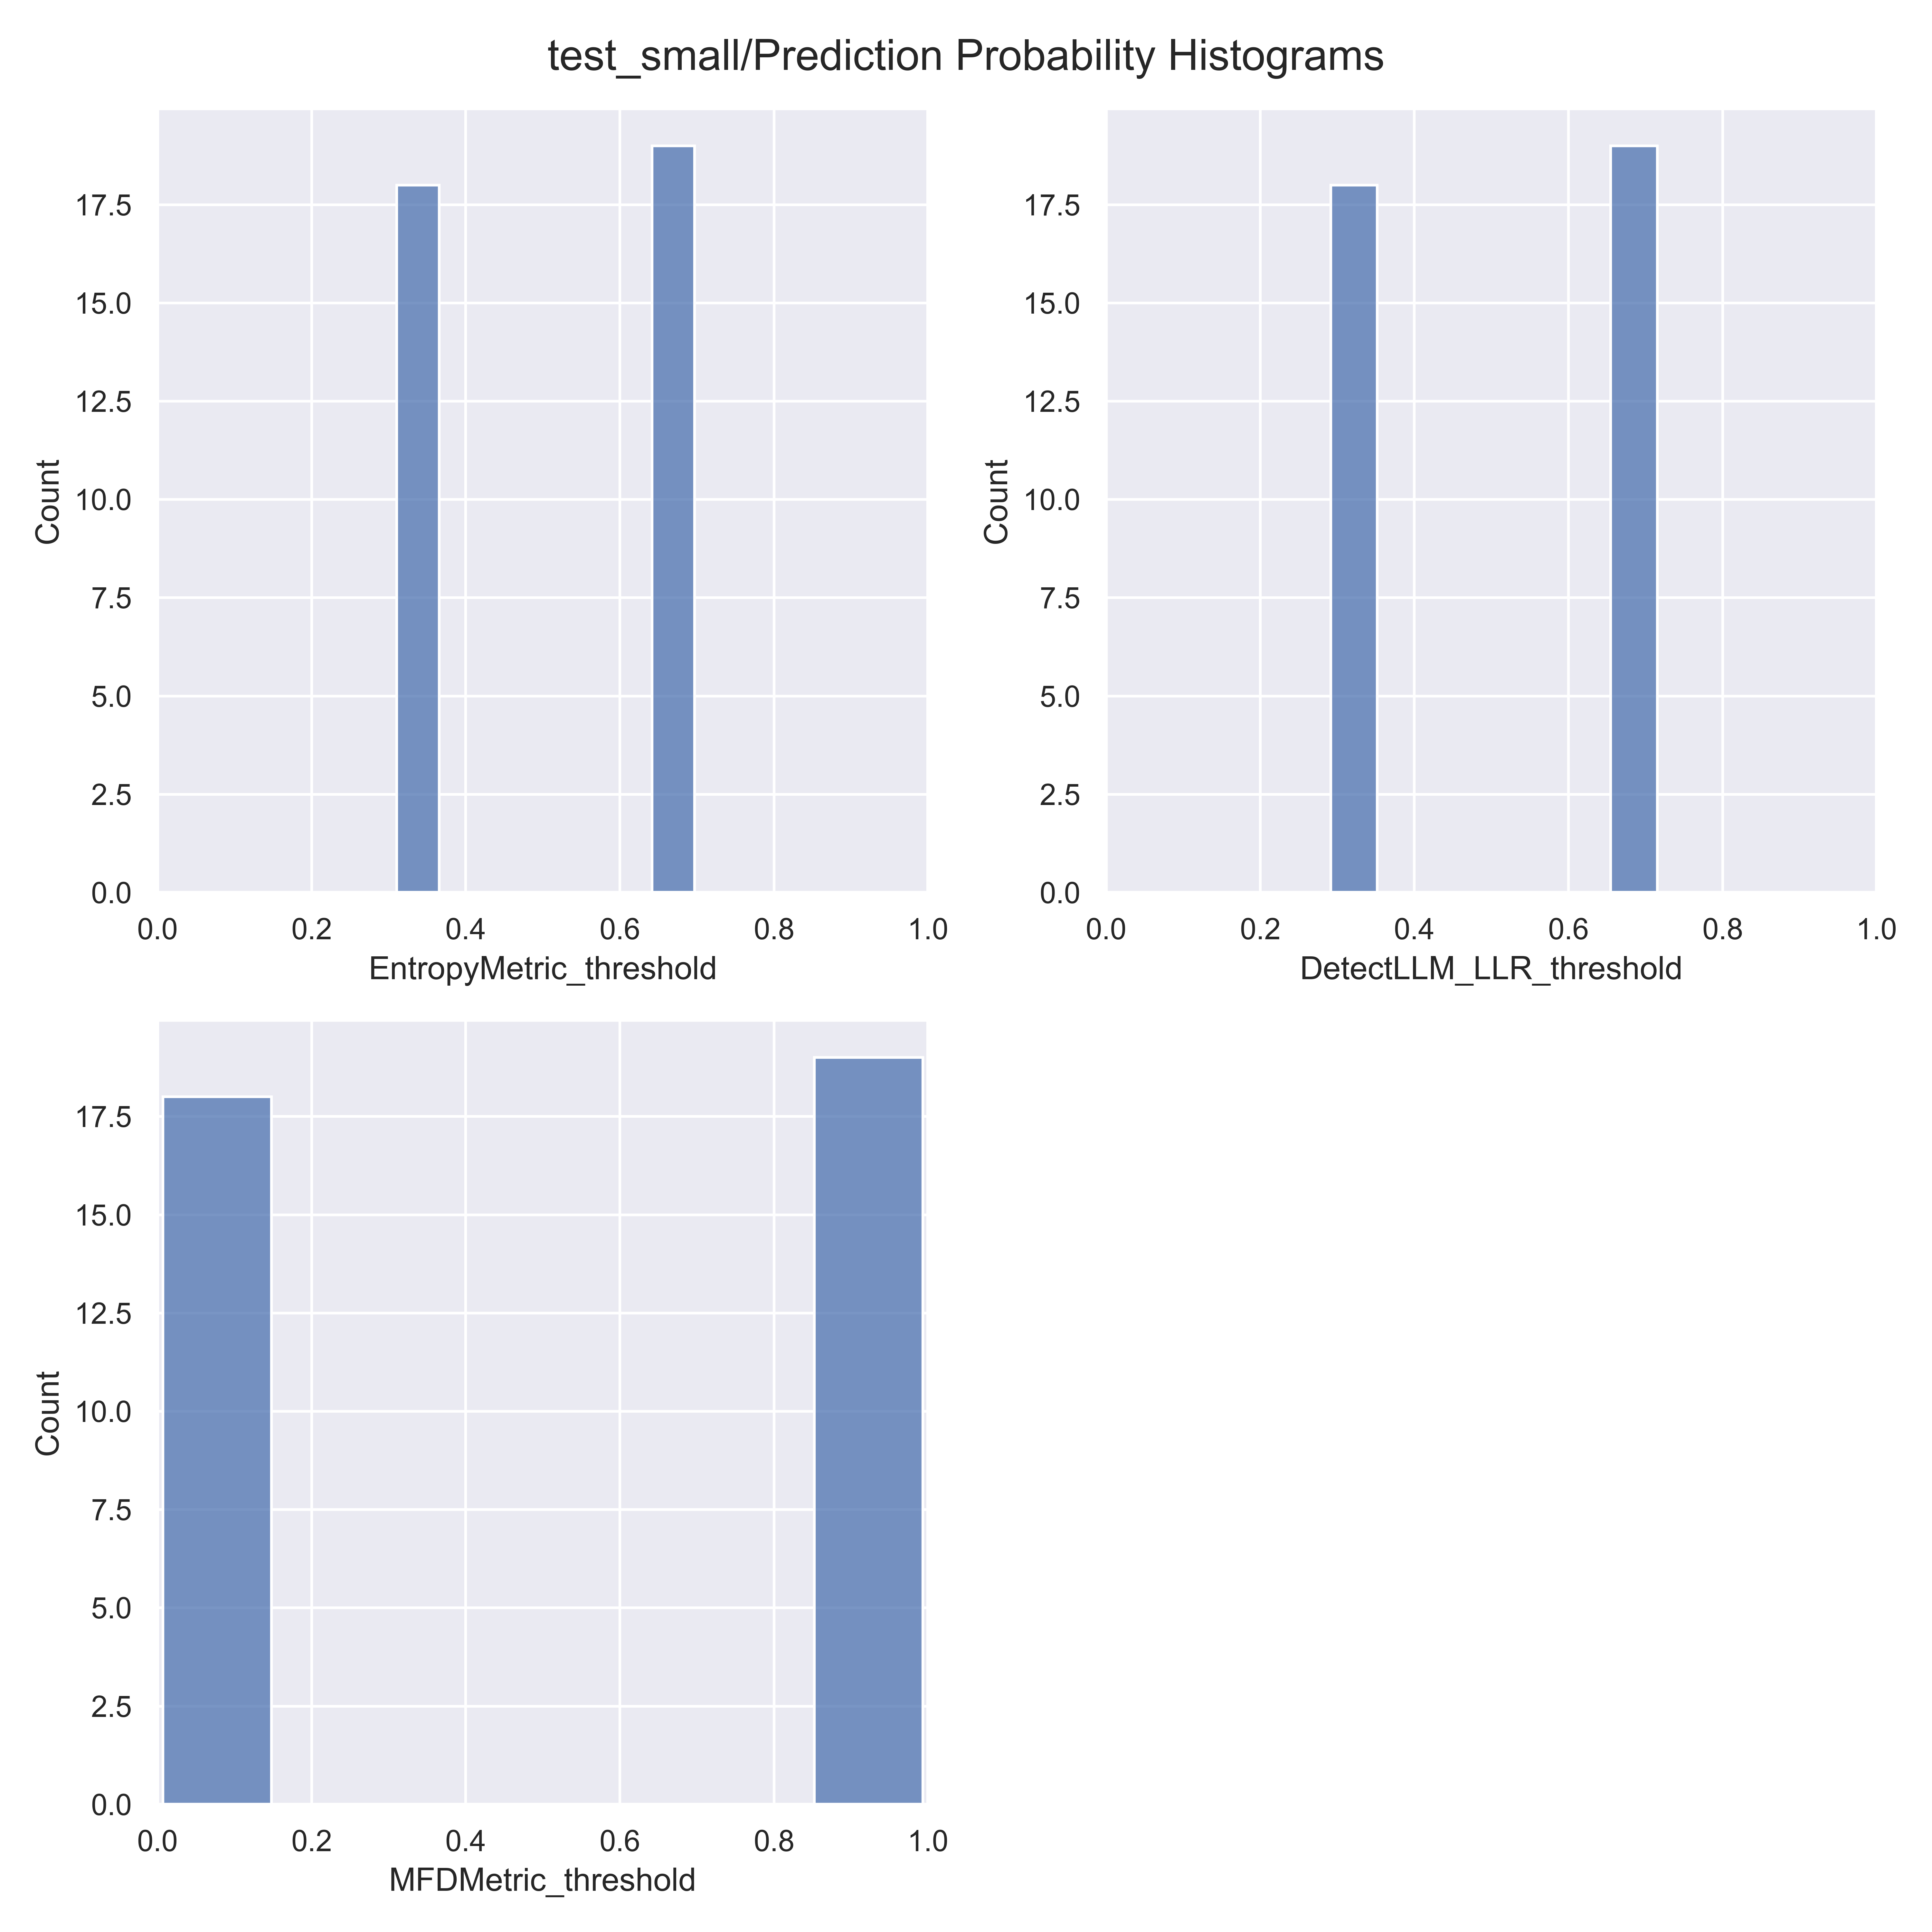 test_small/Prediction Probability Histograms
Count
17.5
15.0
12.5
10.0
7.5
5.0
2.5
0.0
0.0 0.2 0.4 0.6 0.8 1.0
EntropyMetric_threshold
Count
17.5
15.0
12.5
10.0
7.5
5.0
2.5
0.0
0.0 0.2 0.4 0.6 0.8 1.0
DetectLLM_LLR_threshold
Count
17.5
15.0
12.5
10.0
7.5
5.0
2.5
0.0
0.0 0.2 0.4 0.6 0.8 1.0
MFDMetric_threshold